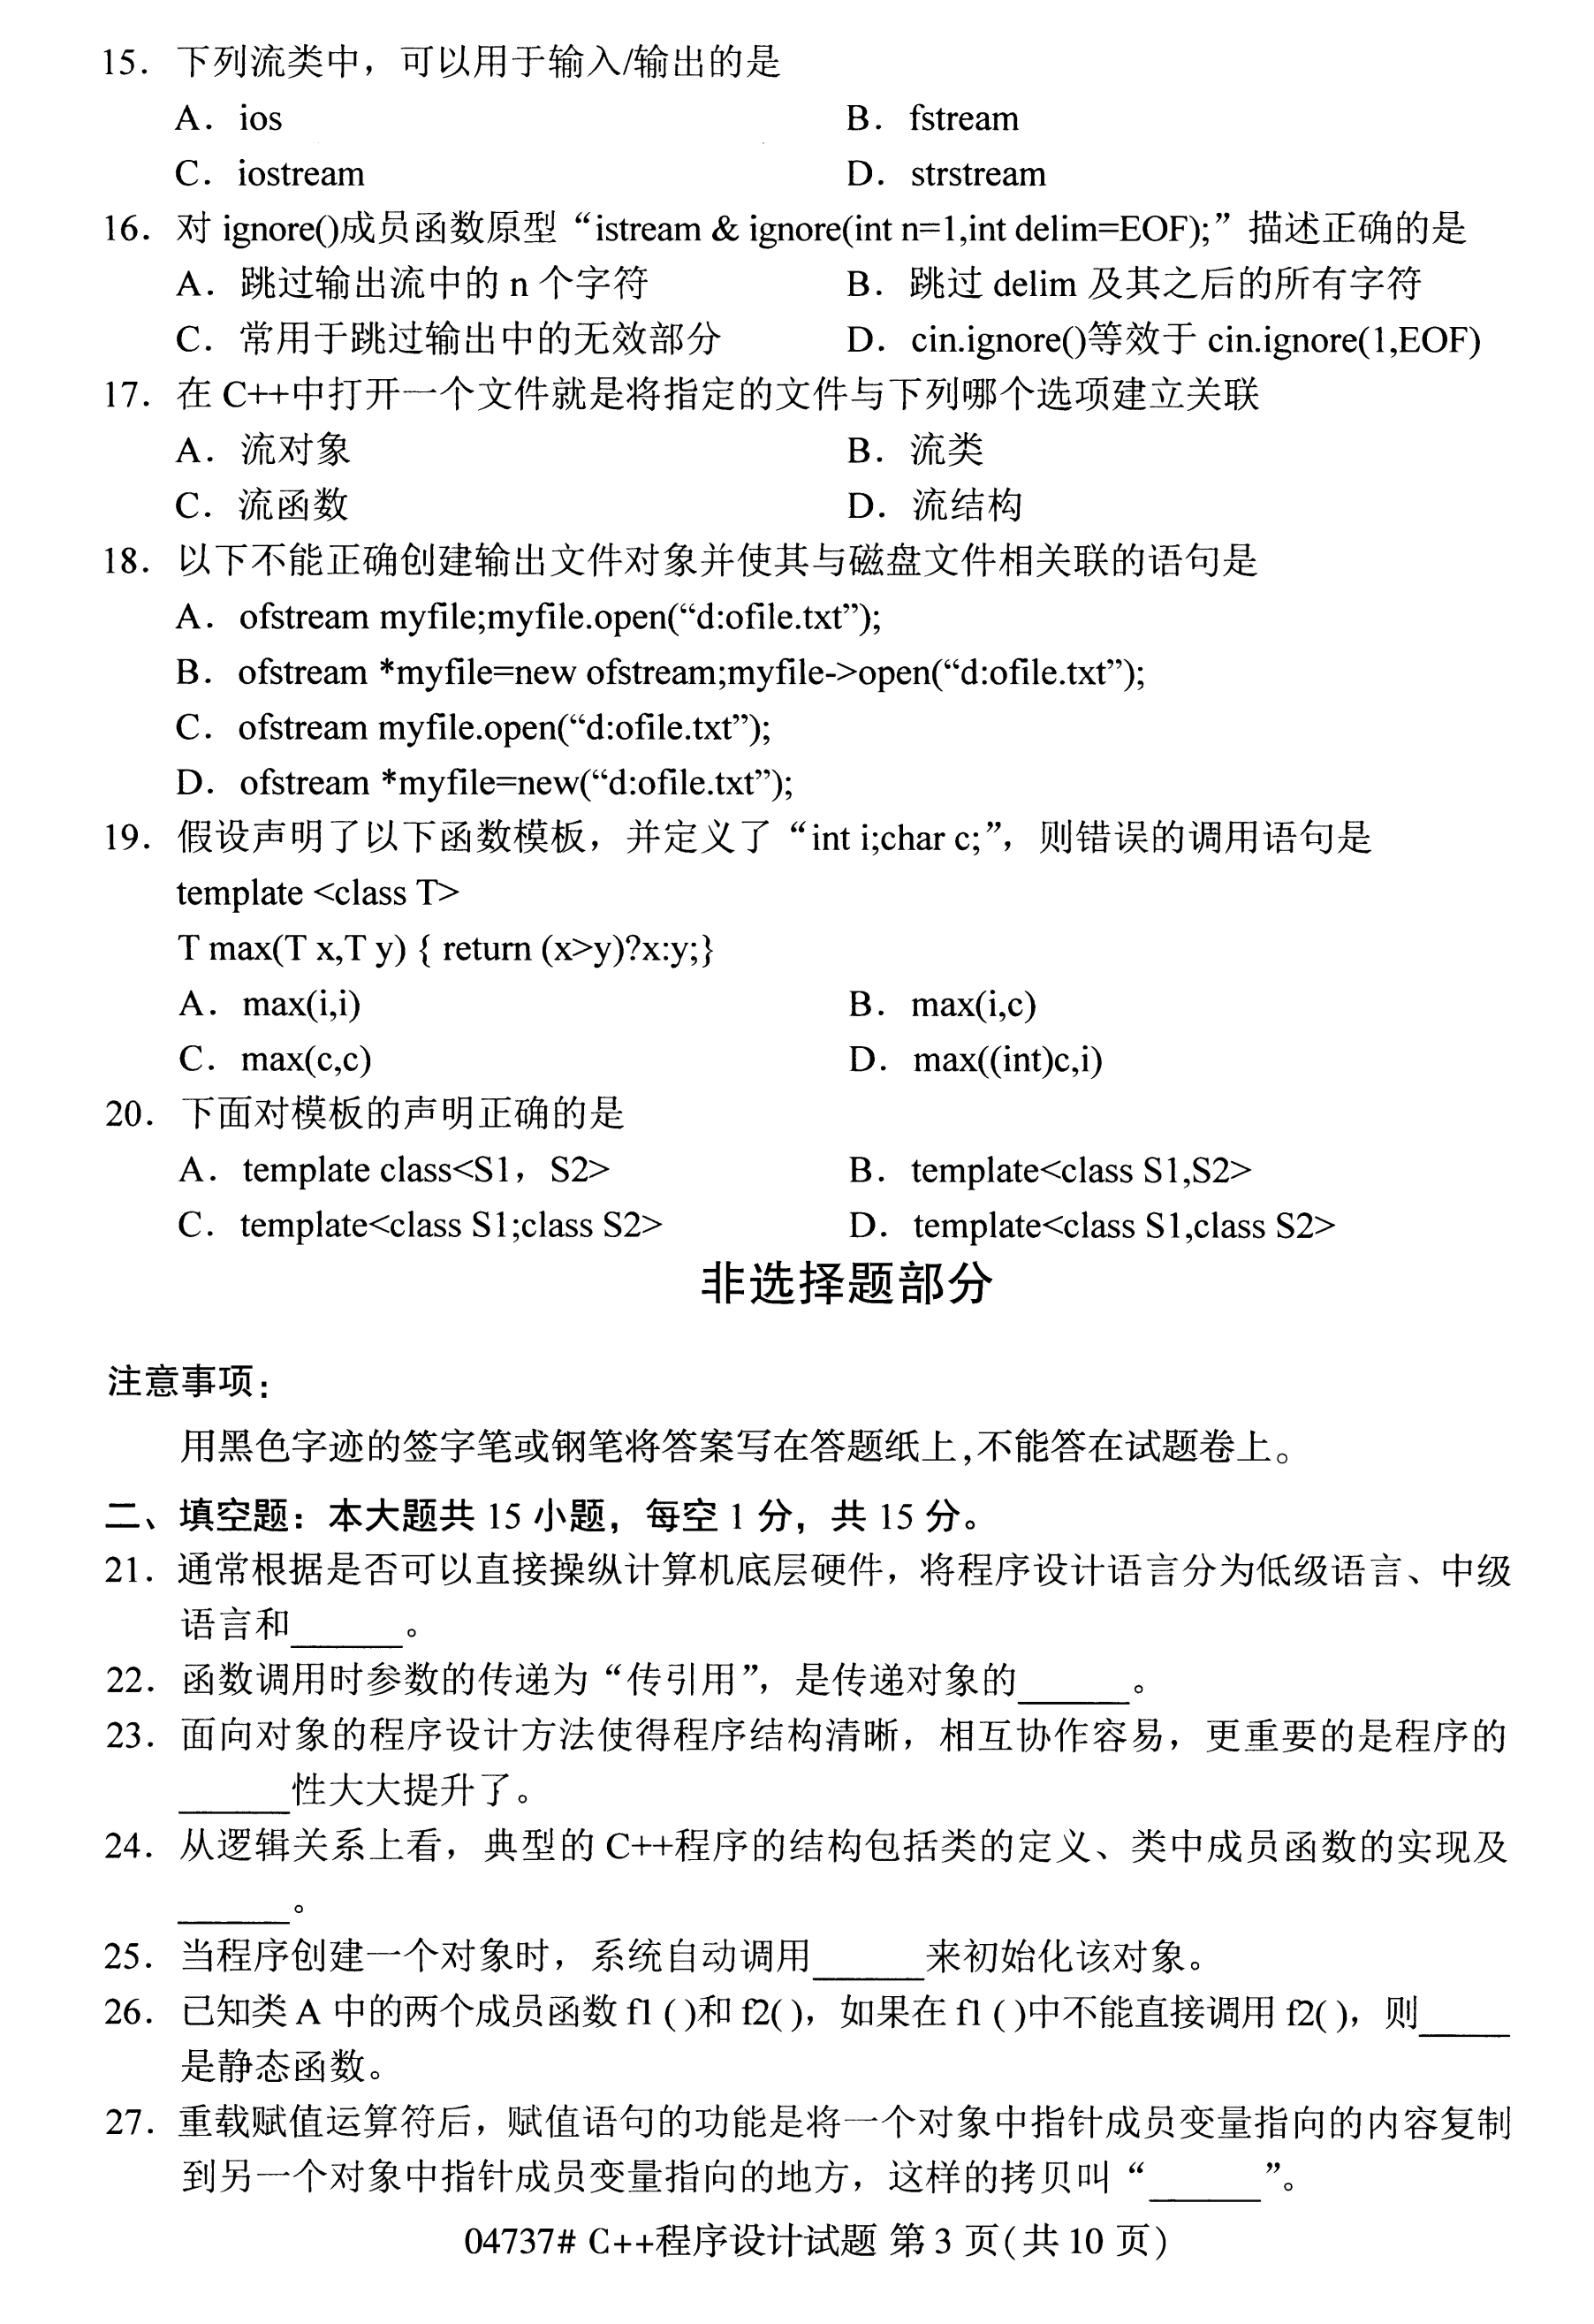 15. 下列流类中，可以用于输入/输出的是
A. ios
B. fstream
C. iostream
D. strstream
16. 对 ignore()成员函数原型“istream & ignore(int n=1,int delim=EOF);”描述正确的是
A. 跳过输出流中的 n 个字符
B. 跳过 delim 及其之后的所有字符
C. 常用于跳过输出中的无效部分
D. cin.ignore()等效于 cin.ignore(1,EOF)
17. 在 C++中打开一个文件就是将指定的文件与下列哪个选项建立关联
A. 流对象
B. 流类
C. 流函数
D. 流结构
18. 以下不能正确创建输出文件对象并使其与磁盘文件相关联的语句是
A. ofstream myfile;myfile.open(“d:ofile.txt”);
B. ofstream *myfile=new ofstream;myfile->open(“d:ofile.txt”);
C. ofstream myfile.open(“d:ofile.txt”);
D. ofstream *myfile=new(“d:ofile.txt”);
19. 假设声明了以下函数模板，并定义了“int i;char c;”，则错误的调用语句是
template <class T>
T max(T x,T y) { return (x>y)?x:y;}
A. max(i,i)
B. max(i,c)
C. max(c,c)
D. max((int)c,i)
20. 下面对模板的声明正确的是
A. template class<S1，S2>
B. template<class S1,S2>
C. template<class S1;class S2>
D. template<class S1,class S2>
非选择题部分
注意事项：
用黑色字迹的签字笔或钢笔将答案写在答题纸上,不能答在试题卷上。
二、填空题：本大题共 15 小题，每空 1 分，共 15 分。
21. 通常根据是否可以直接操纵计算机底层硬件，将程序设计语言分为低级语言、中级
语言和______。
22. 函数调用时参数的传递为“传引用”，是传递对象的______。
23. 面向对象的程序设计方法使得程序结构清晰，相互协作容易，更重要的是程序的
______性大大提升了。
24. 从逻辑关系上看，典型的 C++程序的结构包括类的定义、类中成员函数的实现及
______。
25. 当程序创建一个对象时，系统自动调用______来初始化该对象。
26. 已知类 A 中的两个成员函数 f1 ( )和 f2( )，如果在 f1 ( )中不能直接调用 f2( )，则_____
是静态函数。
27. 重载赋值运算符后，赋值语句的功能是将一个对象中指针成员变量指向的内容复制
到另一个对象中指针成员变量指向的地方，这样的拷贝叫“______”。
04737# C++程序设计试题 第 3 页(共 10 页)